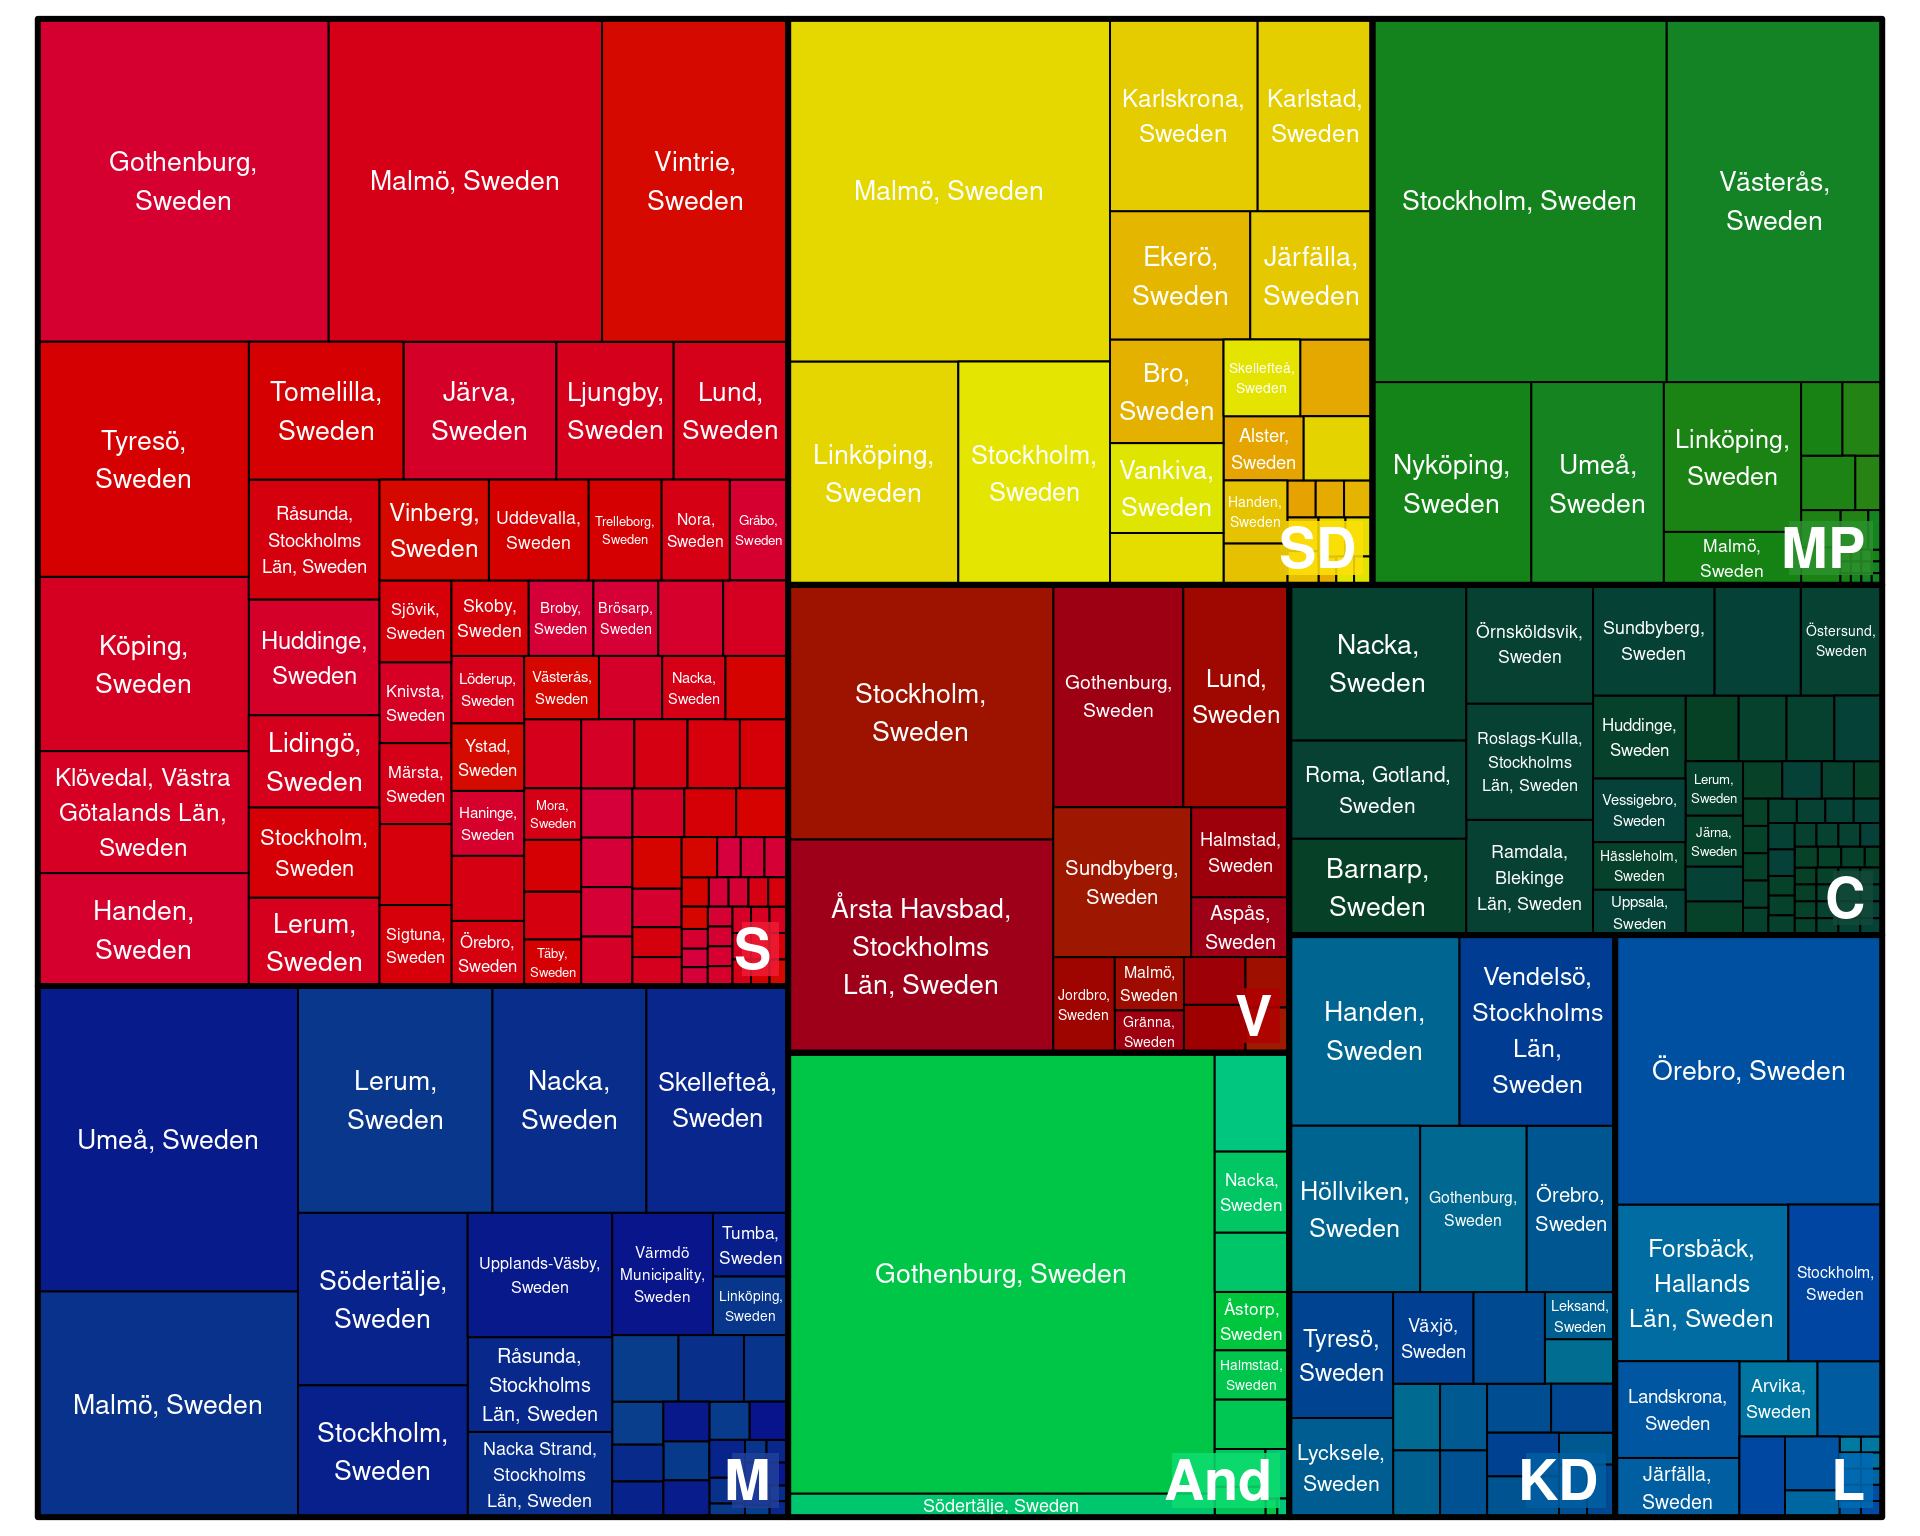 Gothenburg,
Sweden
Malmö, Sweden
Vintrie,
Sweden
Tyresö,
Sweden
Tomelilla,
Sweden
Järva,
Sweden
Ljungby,
Sweden
Lund,
Sweden
Råsunda,
Stockholms
Län, Sweden
Vinberg,
Sweden
Uddevalla,
Sweden
Trelleborg,
Sweden
Nora,
Sweden
Gråbo,
Sweden
Köping,
Sweden
Huddinge,
Sweden
Sjövik,
Sweden
Skoby,
Sweden
Broby,
Sweden
Brösarp,
Sweden
Knivsta,
Sweden
Löderup,
Sweden
Västerås,
Sweden
Nacka,
Sweden
Klövedal, Västra
Götalands Län,
Sweden
Lidingö,
Sweden
Märsta,
Sweden
Ystad,
Sweden
Haninge,
Sweden
Mora,
Sweden
Stockholm,
Sweden
Handen,
Sweden
Lerum,
Sweden
Sigtuna,
Sweden
Örebro,
Sweden
Täby,
Sweden
S
Malmö, Sweden
Karlskrona,
Sweden
Karlstad,
Sweden
Ekerö,
Sweden
Järfälla,
Sweden
Linköping,
Sweden
Stockholm,
Sweden
Bro,
Sweden
Skellefteå,
Sweden
Alster,
Sweden
Vankiva,
Sweden
Handen,
Sweden
SD
Stockholm, Sweden
Västerås,
Sweden
Nyköping,
Sweden
Umeå,
Sweden
Linköping,
Sweden
Malmö,
Sweden
MP
Stockholm,
Sweden
Gothenburg,
Sweden
Lund,
Sweden
Årsta Havsbad,
Stockholms
Län, Sweden
Sundbyberg,
Sweden
Halmstad,
Sweden
Aspås,
Sweden
Jordbro,
Sweden
Malmö,
Sweden
Gränna,
Sweden
V
Nacka,
Sweden
Örnsköldsvik,
Sweden
Sundbyberg,
Sweden
Östersund,
Sweden
Roma, Gotland,
Sweden
Roslags-Kulla,
Stockholms
Län, Sweden
Huddinge,
Sweden
Lerum,
Sweden
Vessigebro,
Sweden
Järna,
Sweden
Barnarp,
Sweden
Ramdala,
Blekinge
Län, Sweden
Hässleholm,
Sweden
Uppsala,
Sweden
C
Umeå, Sweden
Lerum,
Sweden
Nacka,
Sweden
Skellefteå,
Sweden
Malmö, Sweden
Södertälje,
Sweden
Upplands-Väsby,
Sweden
Värmdö
Municipality,
Sweden
Tumba,
Sweden
Linköping,
Sweden
Råsunda,
Stockholms
Län, Sweden
Stockholm,
Sweden
Nacka Strand,
Stockholms
Län, Sweden
M
Gothenburg, Sweden
Nacka,
Sweden
Åstorp,
Sweden
Halmstad,
Sweden
Södertälje, Sweden
And
Handen,
Sweden
Vendelsö,
Stockholms
Län,
Sweden
Höllviken,
Sweden
Gothenburg,
Sweden
Örebro,
Sweden
Tyresö,
Sweden
Växjö,
Sweden
Leksand,
Sweden
Lycksele,
Sweden
KD
Örebro, Sweden
Forsbäck,
Hallands
Län, Sweden
Stockholm,
Sweden
Landskrona,
Sweden
Arvika,
Sweden
Järfälla,
Sweden
L